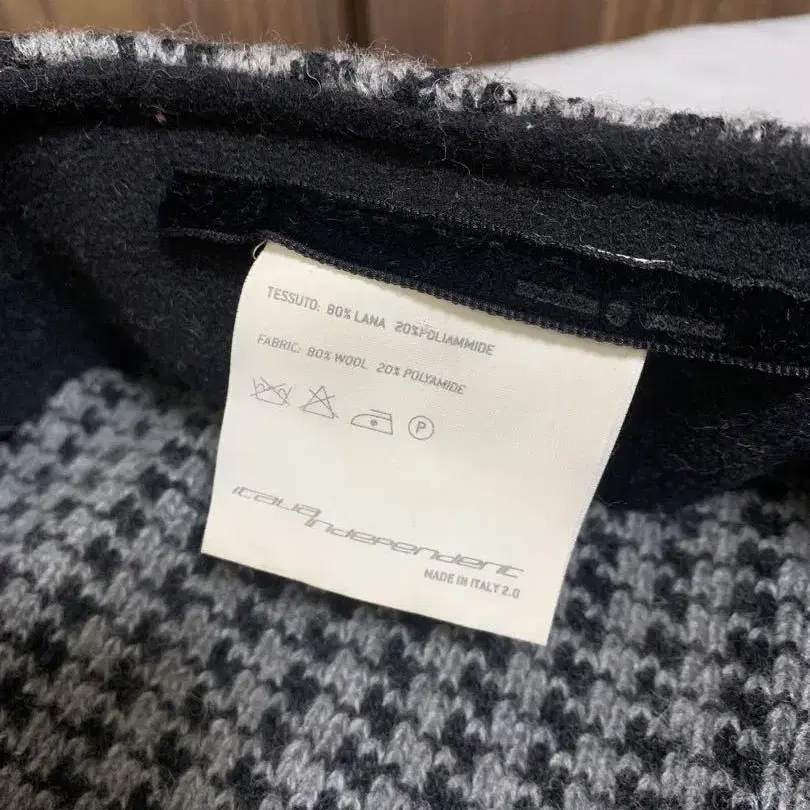 TESSUTO: 80% LANA 20%POLIAMMIDE
FABRIC: 80% WOOL 20% POLYAMIDE
P
italia
independent
MADE IN ITALY 2.0